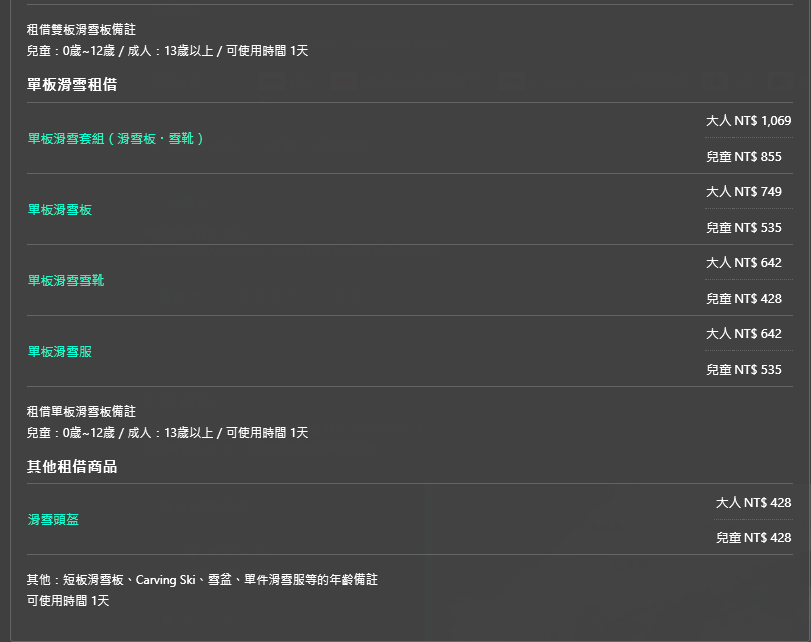 租借雙板滑雪板備註
兒童：0歲~12歲 / 成人：13歲以上 / 可使用時間 1天
單板滑雪租借
單板滑雪套組（滑雪板・雪靴）
大人 NT$ 1,069
兒童 NT$ 855
單板滑雪板
大人 NT$ 749
兒童 NT$ 535
單板滑雪雪靴
大人 NT$ 642
兒童 NT$ 428
單板滑雪服
大人 NT$ 642
兒童 NT$ 535
租借單板滑雪板備註
兒童：0歲~12歲 / 成人：13歲以上 / 可使用時間 1天
其他租借商品
滑雪頭盔
大人 NT$ 428
兒童 NT$ 428
其他：短板滑雪板、Carving Ski、雪盆、單件滑雪服等的年齡備註
可使用時間 1天